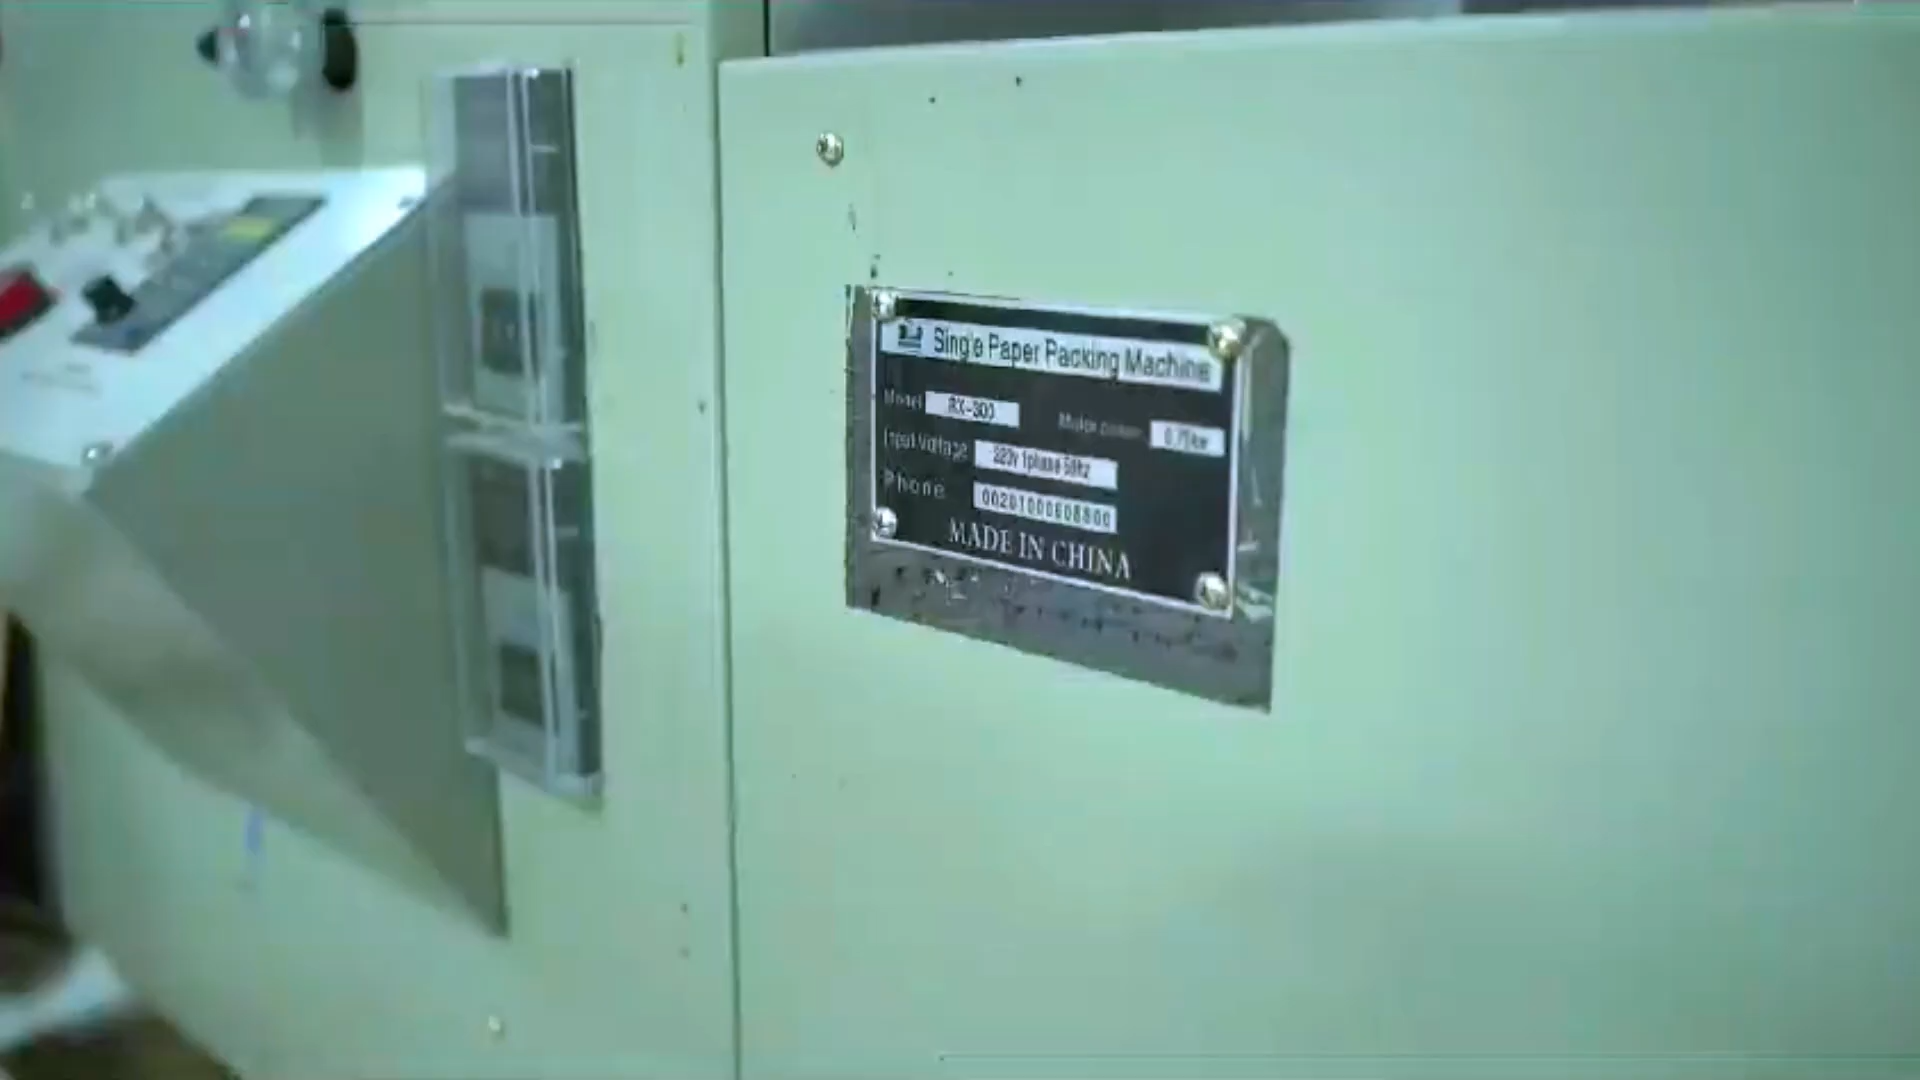 Single Paper Packing Machine
Model RX-300 Motor power 0.75kw
Input Voltage 220v 1phase 50hz
Phone 00201000608800
MADE IN CHINA